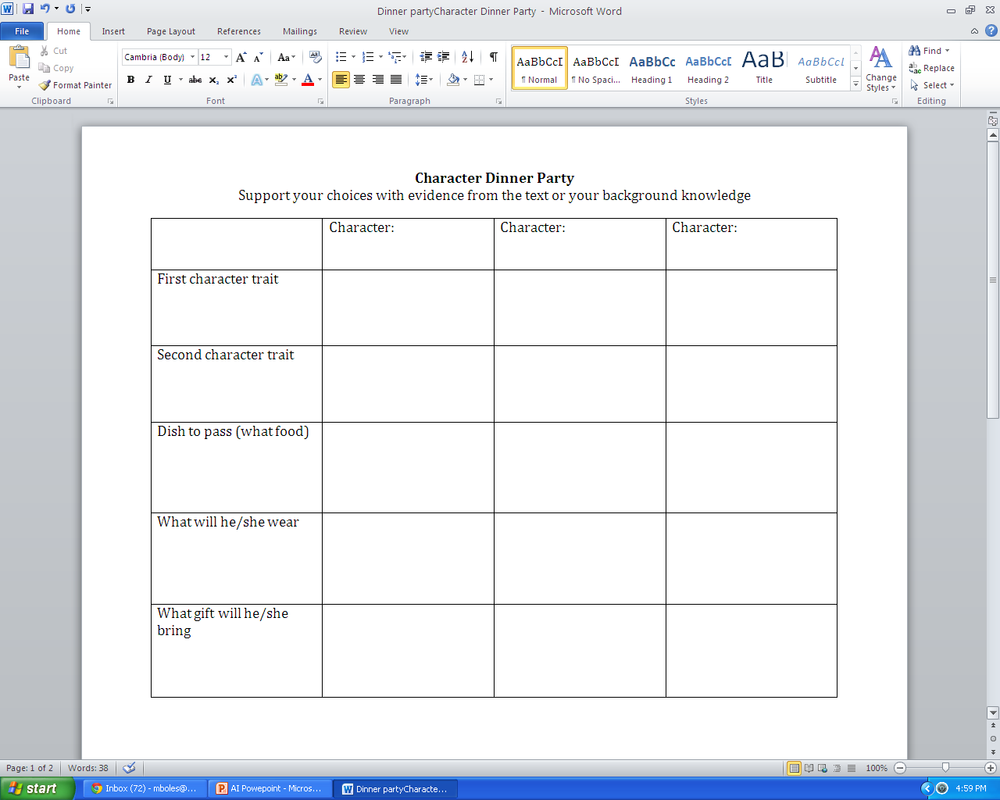 Dinner partyCharacter Dinner Party - Microsoft Word
File Home Insert Page Layout References Mailings Review View
Paste
Cut
Copy
Format Painter
Clipboard
Cambria (Body) 12
Font
Paragraph
AaBbCcI AaBbCcI AaBbCc AaBbCcI AaB AaBbCcI
¶ Normal ¶ No Spaci... Heading 1 Heading 2 Title Subtitle
Change Styles
Styles
Find
Replace
Select
Editing
Character Dinner Party
Support your choices with evidence from the text or your background knowledge
Character: Character: Character:
First character trait
Second character trait
Dish to pass (what food)
What will he/she wear
What gift will he/she
bring
Page: 1 of 2 Words: 38 100%
start Inbox (72) - mboles@... AI Powepoint - Micros... Dinner partyCharacte... 4:59 PM